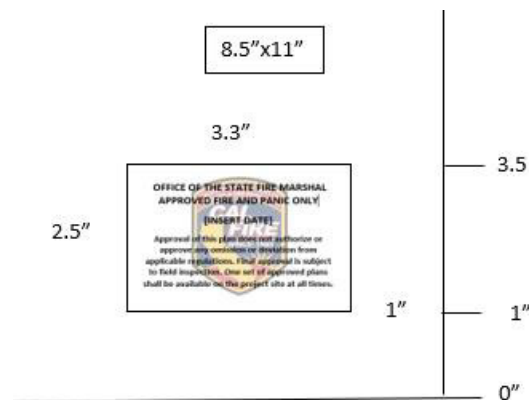 8.5”x11”
3.3”
3.5
OFFICE OF THE STATE FIRE MARSHAL
APPROVED FIRE AND PANIC ONLY
CAL
FIRE
[INSERT DATE]
2.5”
Approval of this plan does not authorize or
approve any omission or deviation from
applicable regulations. Final approval is subject
to field inspection. One set of approved plans
shall be available on the project site at all times.
1”
1”
0”